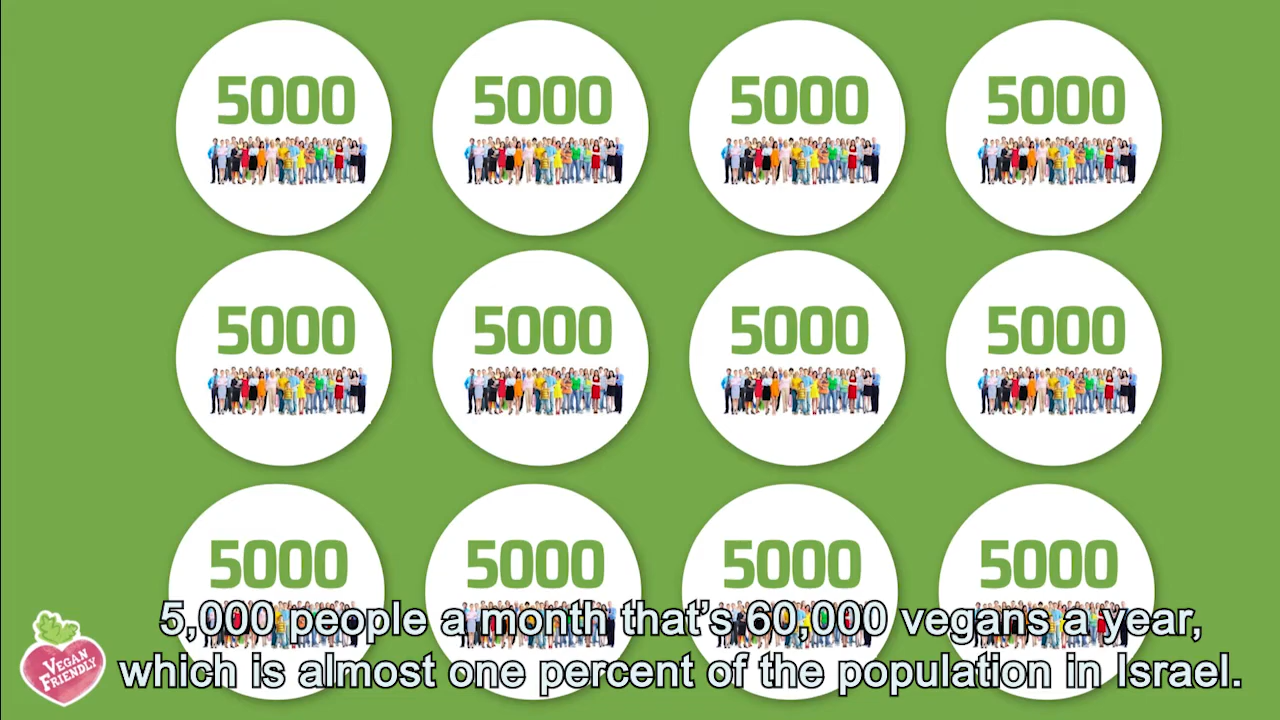 5000 5000 5000 5000
5000 5000 5000 5000
5000 5000 5000 5000
5,000 people a month that's 60,000 vegans a year,
which is almost one percent of the population in Israel.
VEGAN
FRIENDLY